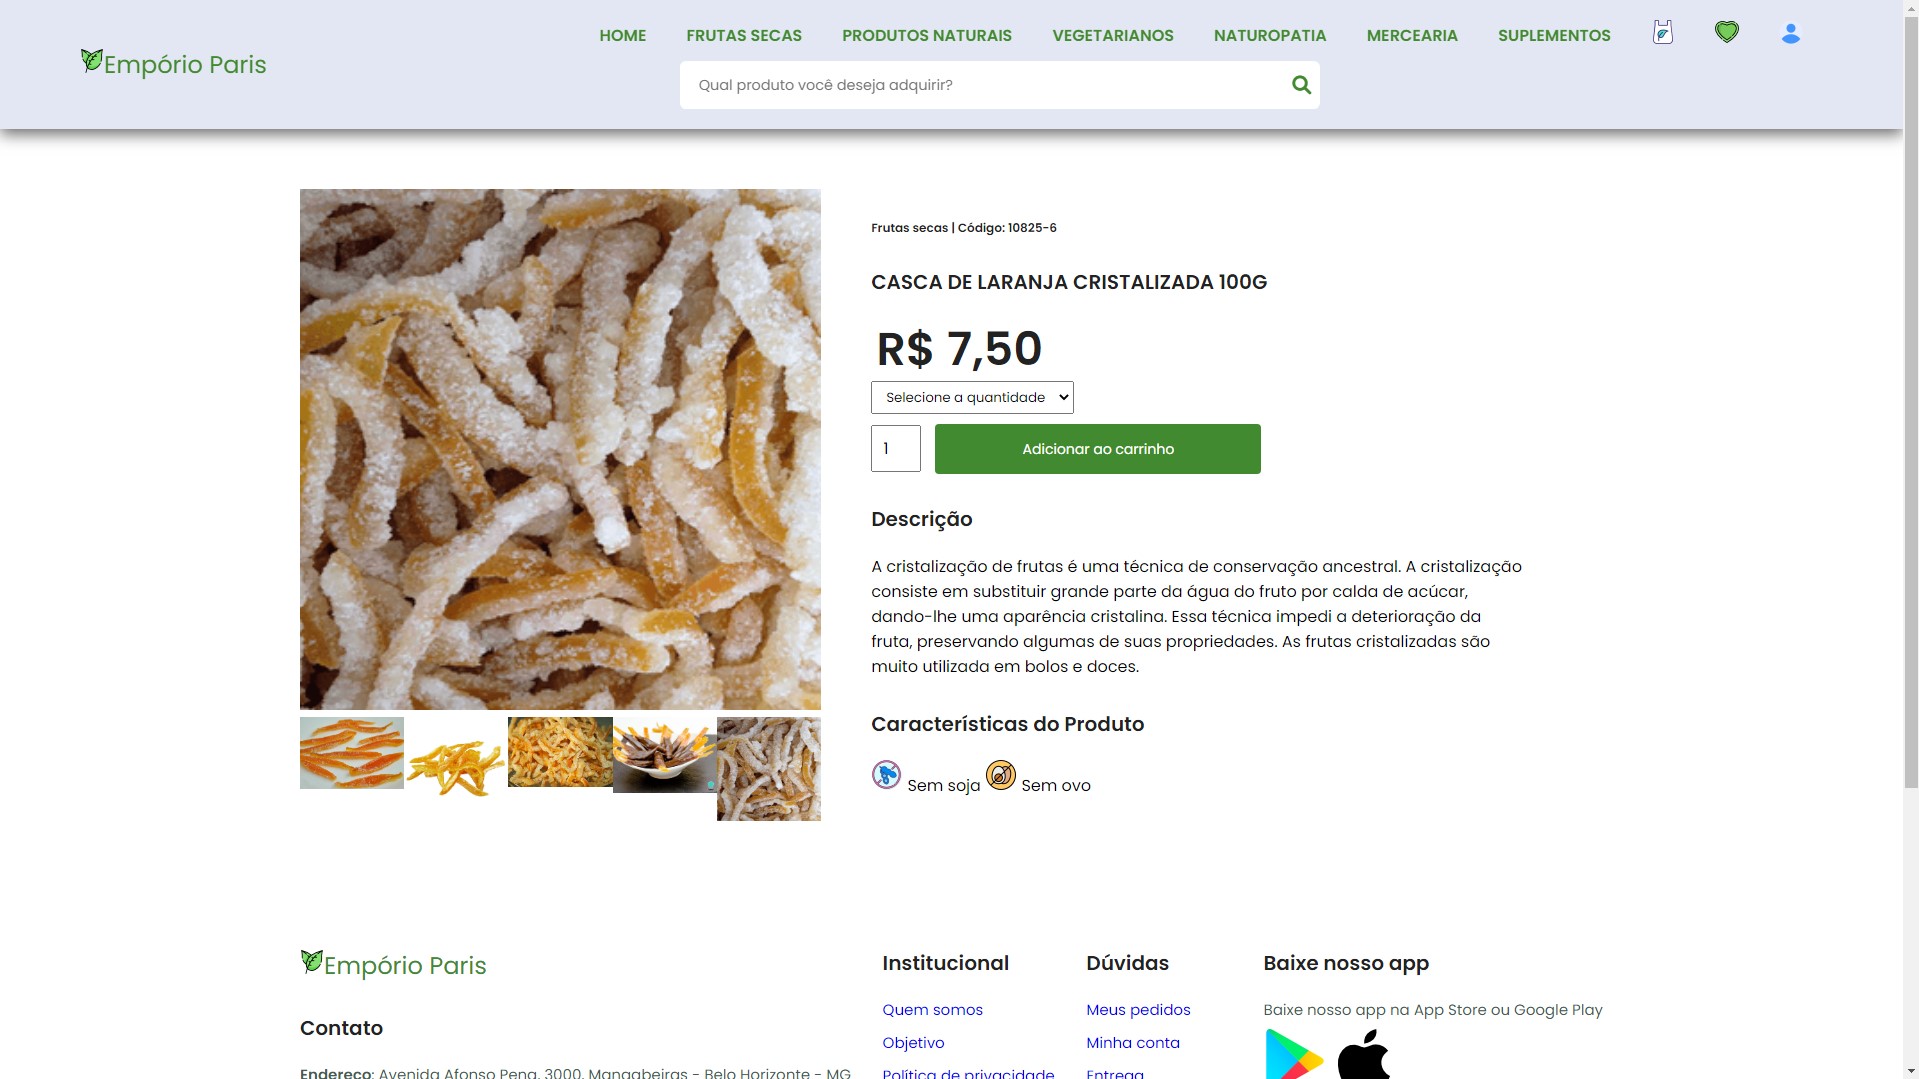 Empório Paris
HOME FRUTAS SECAS PRODUTOS NATURAIS VEGETARIANOS NATUROPATIA MERCEARIA SUPLEMENTOS
Qual produto você deseja adquirir?
Frutas secas | Código: 10825-6
CASCA DE LARANJA CRISTALIZADA 100G
R$ 7,50
Selecione a quantidade
1
Adicionar ao carrinho
Descrição
A cristalização de frutas é uma técnica de conservação ancestral. A cristalização
consiste em substituir grande parte da água do fruto por calda de acúcar,
dando-lhe uma aparência cristalina. Essa técnica impedi a deterioração da
fruta, preservando algumas de suas propriedades. As frutas cristalizadas são
muito utilizada em bolos e doces.
Características do Produto
Sem soja Sem ovo
Empório Paris
Contato
Endereço: Avenida Afonso Pena, 3000, Mangabeiras - Belo Horizonte - MG
Institucional
Quem somos
Objetivo
Política de privacidade
Dúvidas
Meus pedidos
Minha conta
Entrega
Baixe nosso app
Baixe nosso app na App Store ou Google Play